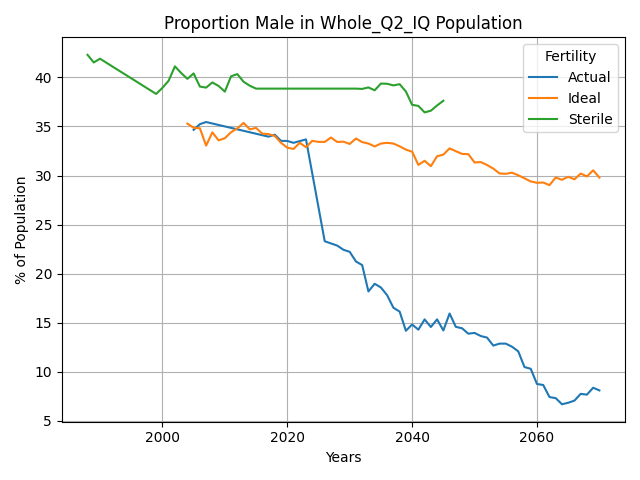 Proportion Male in Whole_Q2_IQ Population
Fertility
Actual
Ideal
Sterile
% of Population
40
35
30
25
20
15
10
5
2000
2020
2040
2060
Years